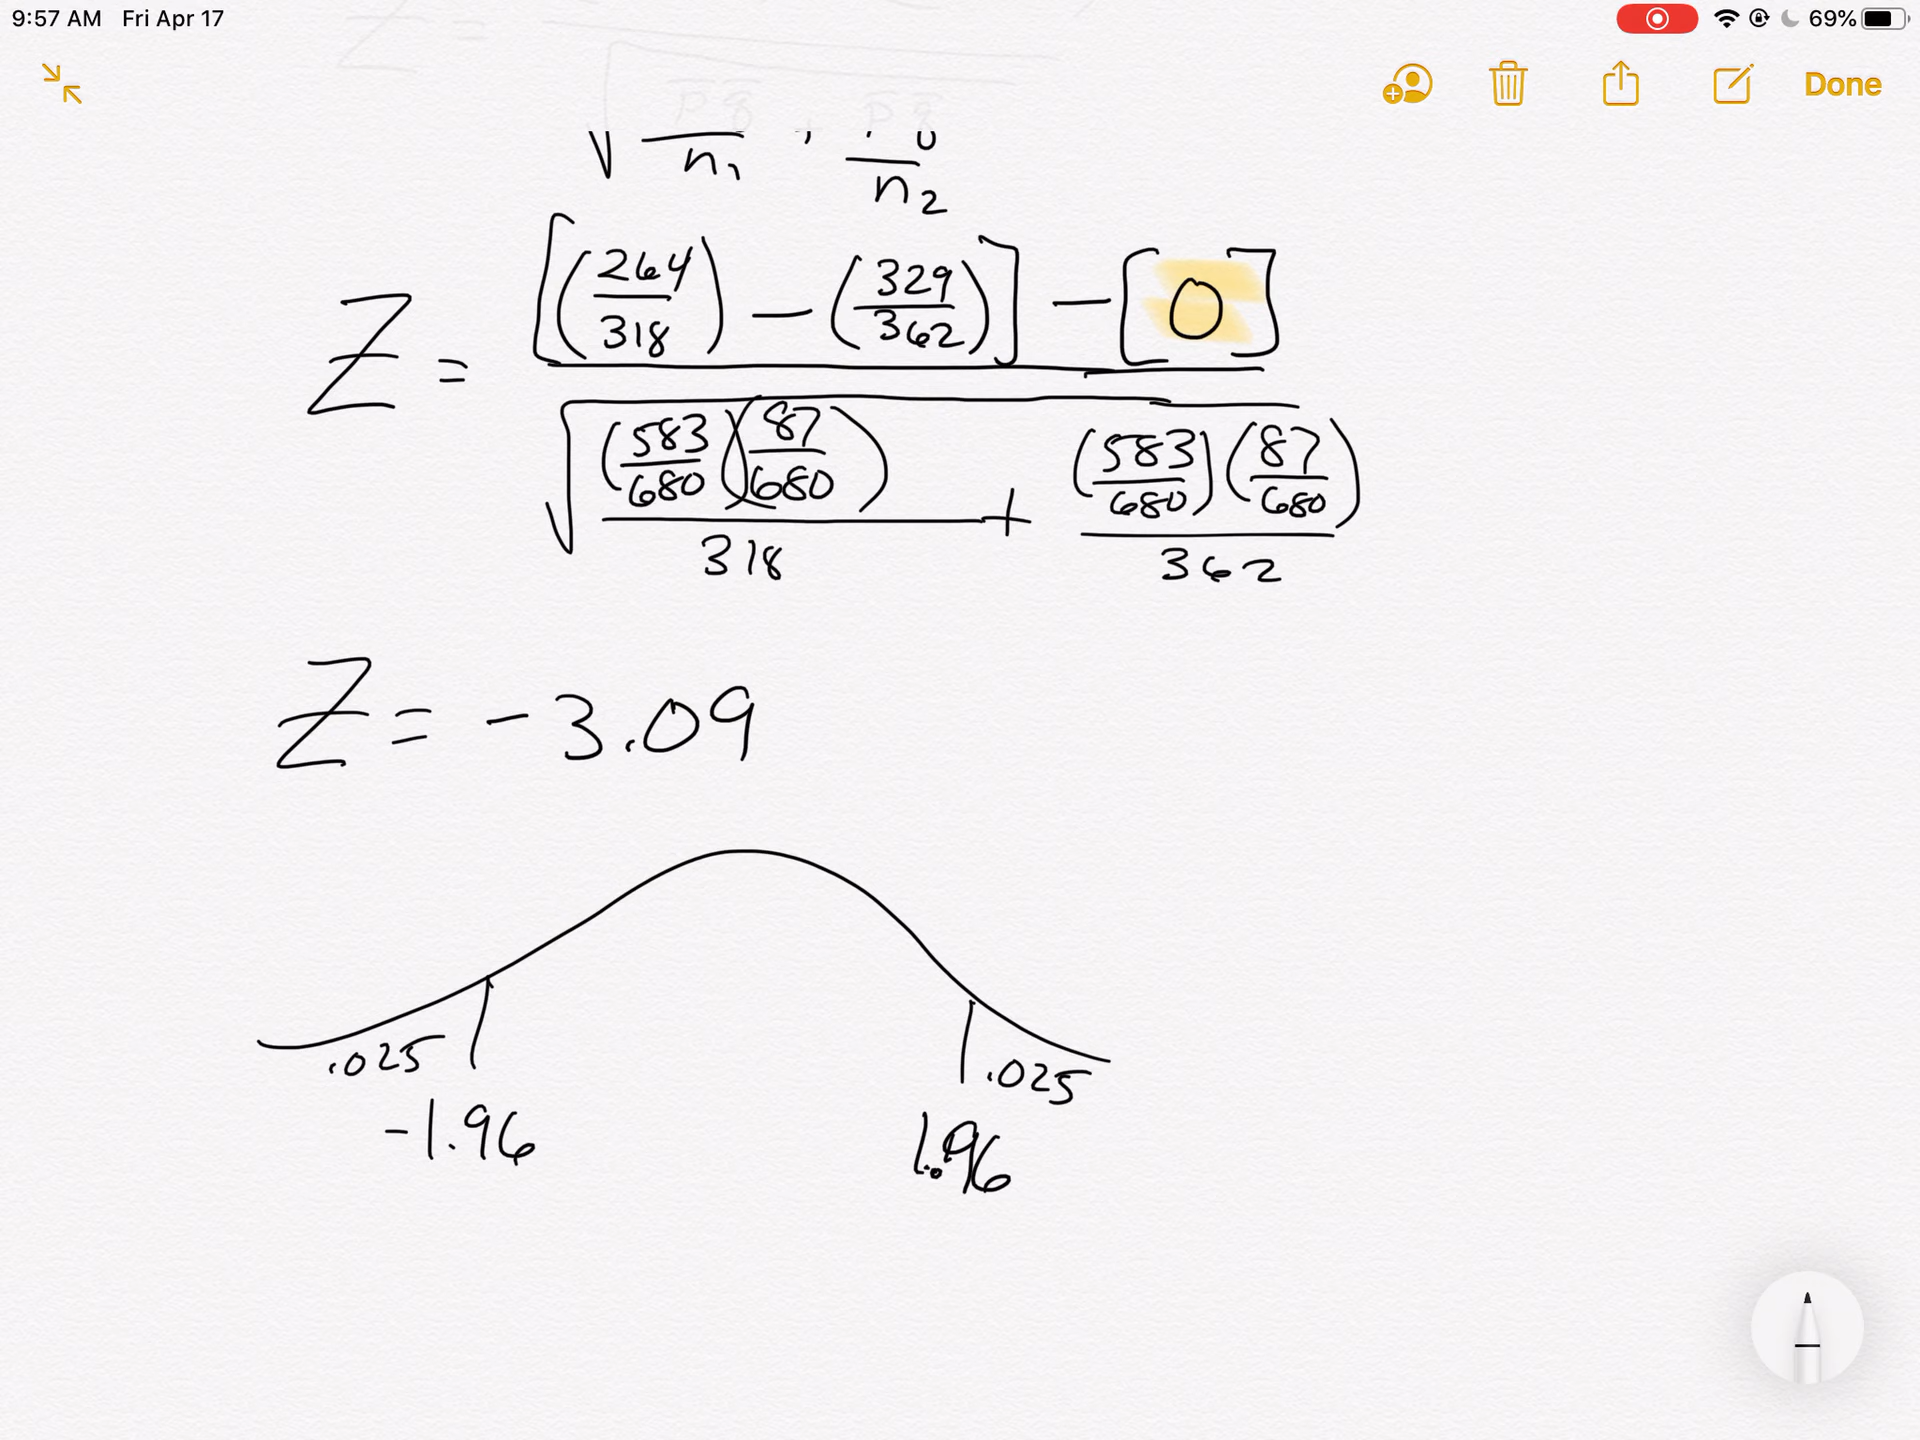 9:57 AM Fri Apr 17 69%
Done
n₁ n₂
Z = [(264/318) - (329/362)] - [0] / √((583/680)(87/680)/318 + (583/680)(87/680)/362)
Z = -3.09
.025 .025
-1.96 1.96